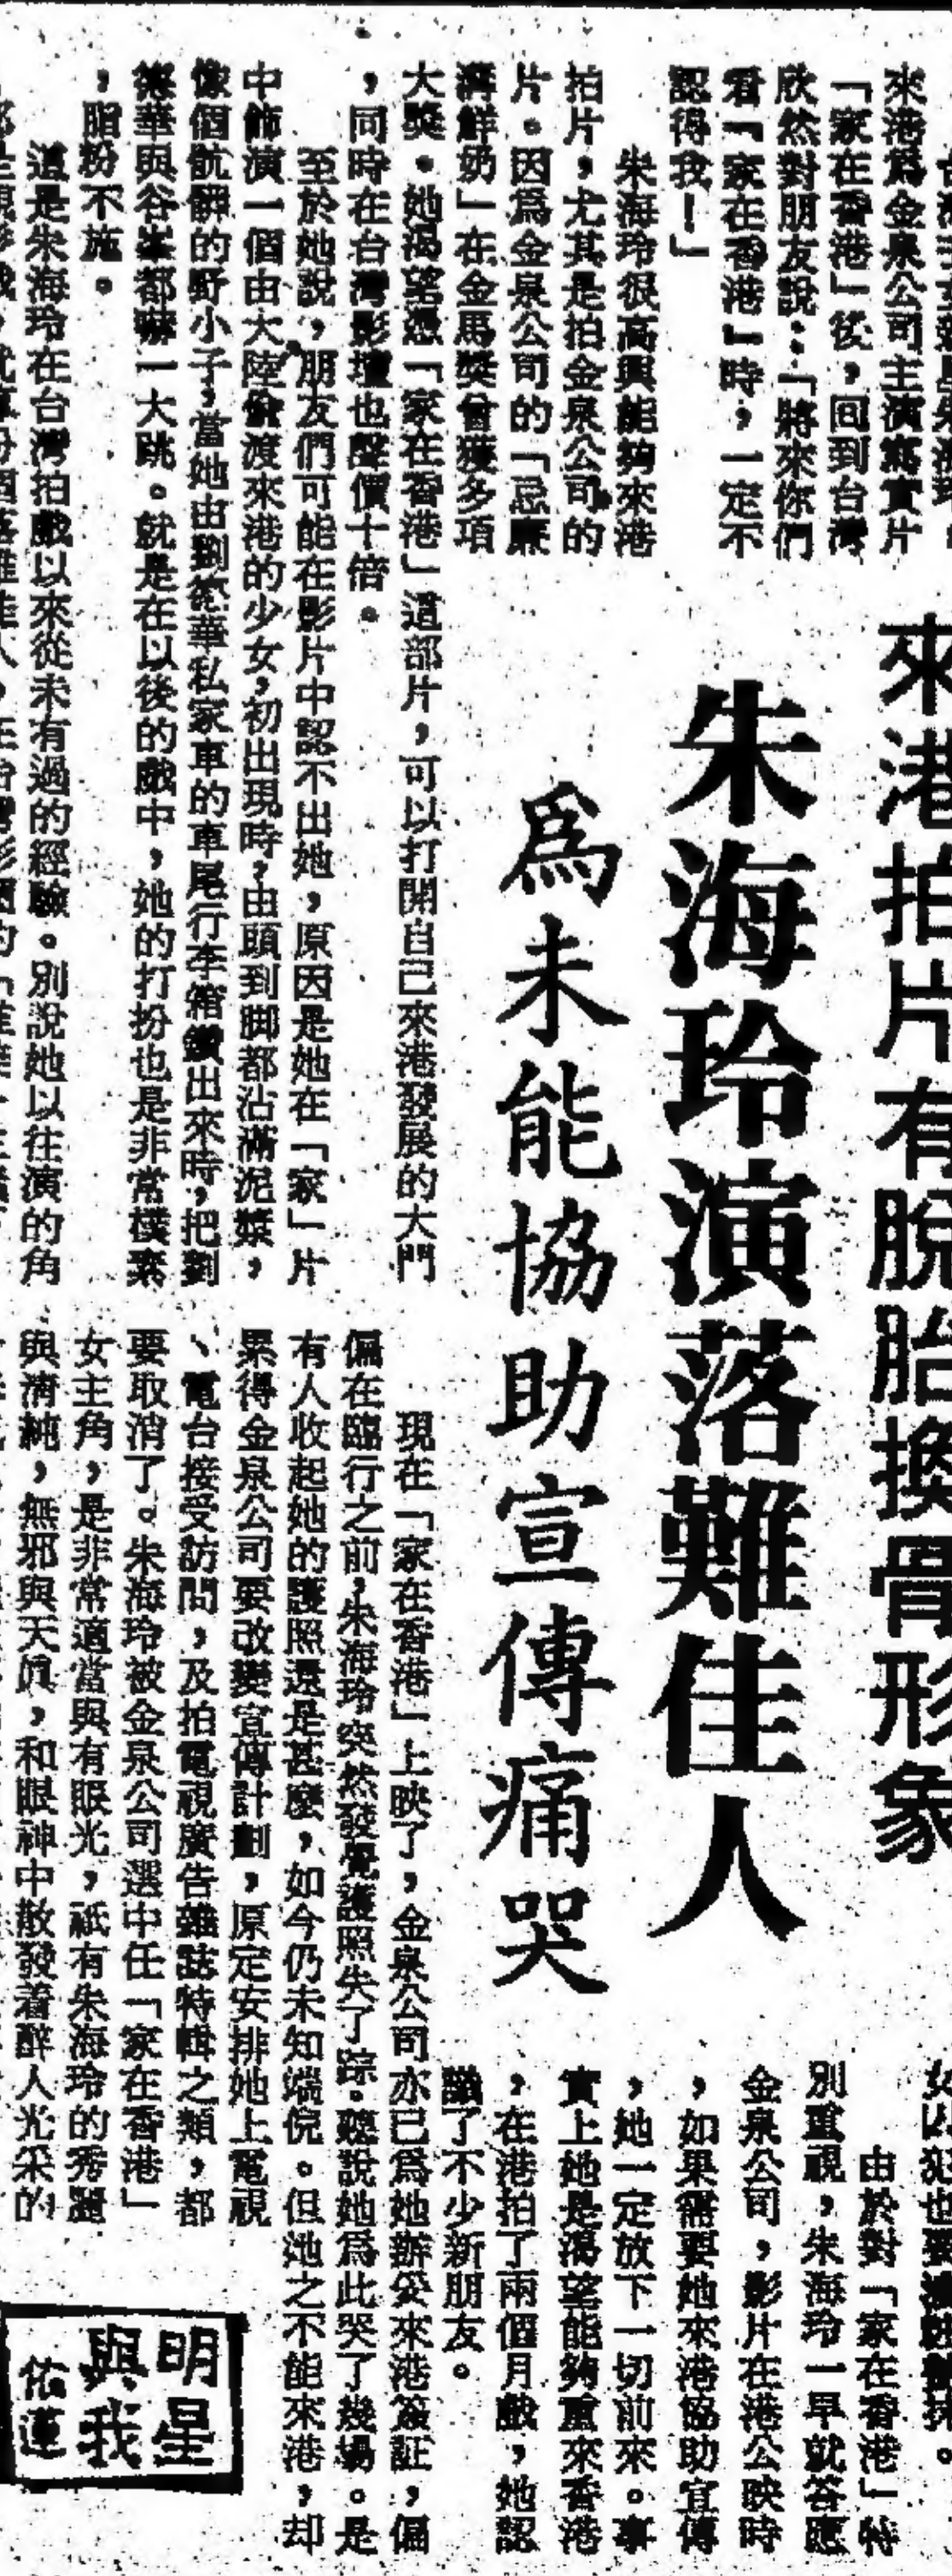 來港拍片有脫胎換骨形象
朱海玲演落難佳人
爲未能協助宣傳痛哭
來港爲金泉公司主演寫實片
「家在香港」後，回到台灣
欣然對朋友說：「將來你們
看「家在香港」時，一定不
認得我！」
朱海玲很高興能夠來港
拍片，尤其是拍金泉公司的
片。因爲金泉公司的「忌廉
溝鮮奶」在金馬獎曾獲多項
大獎。她渴望憑「家在香港」這部片，可以打開自己來港發展的大門
，同時在台灣影壇也聲價十倍。
至於她說，朋友們可能在影片中認不出她，原因是她在「家」片
中飾演一個由大陸偷渡來港的少女，初出現時，由頭到脚都沾滿泥漿，
像個骯髒的野小子，當她由劉德華私家車的車尾行李箱鑽出來時，把劉
德華與谷峯都嚇一大跳。就是在以後的戲中，她的打扮也是非常樸素
，脂粉不施。
這是朱海玲在台灣拍戲以來從未有過的經驗。別說她以往演的角
由於對「家在香港」特
別重視，朱海玲一早就答應
金泉公司，影片在港公映時
，如果需要她來港協助宣傳
，她一定放下一切前來。事
實上她是渴望能夠重來香港
，在港拍了兩個月戲，她認
識了不少新朋友。
現在「家在香港」上映了，金泉公司亦已爲她辦妥來港簽証，偏
偏在臨行之前，朱海玲突然發覺護照失了踪。聽說她爲此哭了幾場。是
有人收起她的護照還是甚麼，如今仍未知端倪。但她之不能來港，却
累得金泉公司要改變宣傳計劃，原定安排她上電視
、電台接受訪問，及拍電視廣告雜誌特輯之類，都
要取消了。朱海玲被金泉公司選中任「家在香港」
女主角，是非常適當與有眼光，祇有朱海玲的秀麗
與清純，無邪與天眞，和眼神中散發着醉人光采的
明星
與我
依蓮